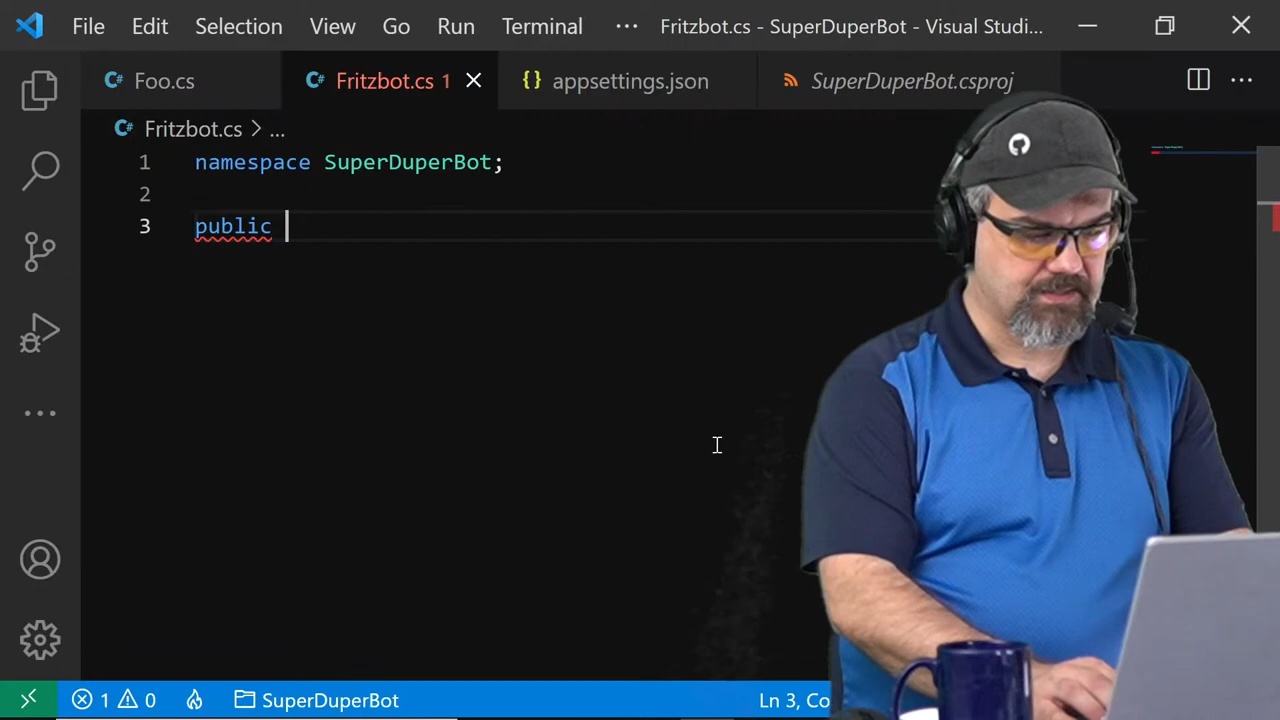 File Edit Selection View Go Run Terminal ··· Fritzbot.cs - SuperDuperBot - Visual Studi...
Foo.cs Fritzbot.cs 1 {} appsettings.json SuperDuperBot.csproj
Fritzbot.cs > ...
1 namespace SuperDuperBot;
2
3 public
1 0 SuperDuperBot Ln 3, Co